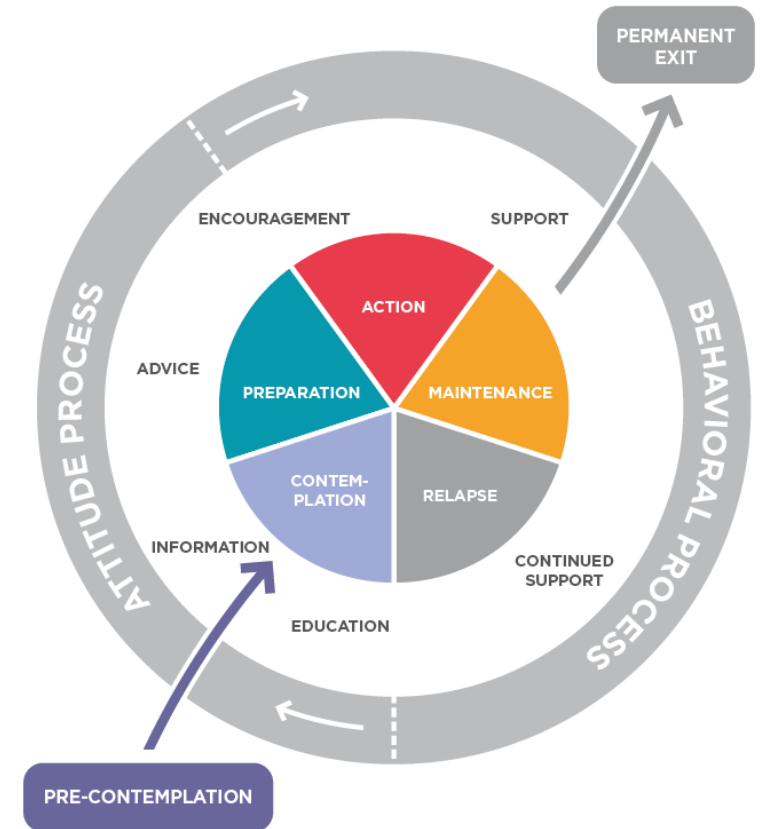 PERMANENT
EXIT
ENCOURAGEMENT
SUPPORT
ACTION
ATTITUDE PROCESS
BEHAVIORAL PROCESS
ADVICE
PREPARATION
MAINTENANCE
CONTEM-
PLATION
RELAPSE
INFORMATION
CONTINUED
SUPPORT
EDUCATION
PRE-CONTEMPLATION